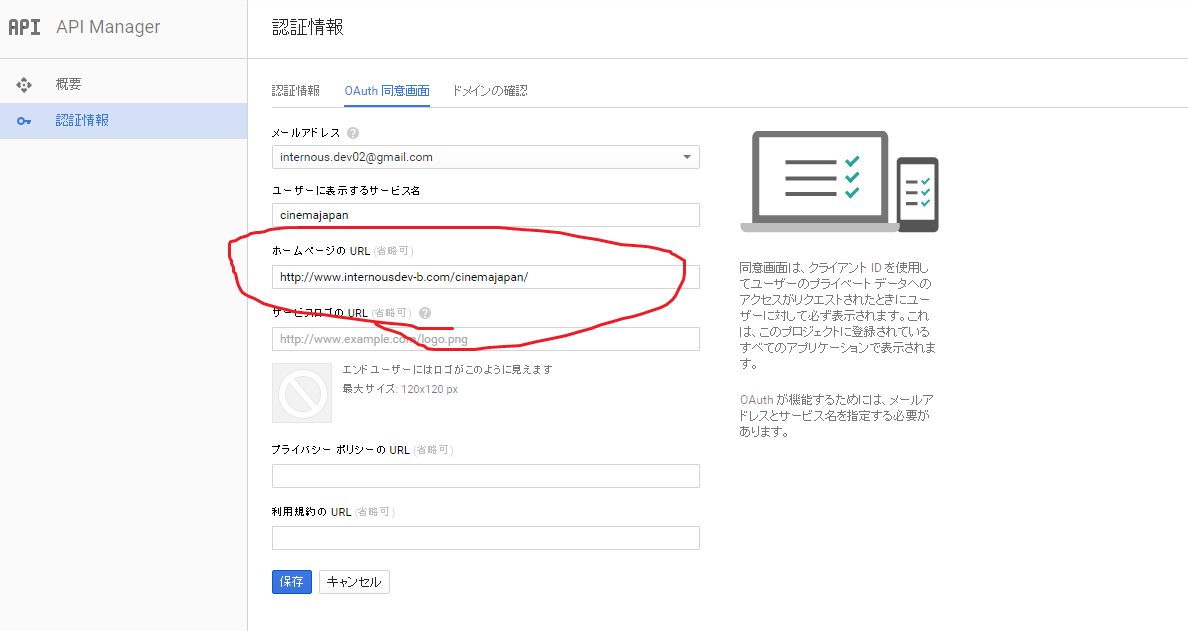 API API Manager
認証情報
概要
認証情報
認証情報 OAuth 同意画面 ドメインの確認
メールアドレス ?
internous.dev02@gmail.com
ユーザーに表示するサービス名
cinemajapan
ホームページの URL (省略可)
http://www.internousdev-b.com/cinemajapan/
サービスロゴの URL (省略可) ?
http://www.example.com/logo.png
エンドユーザーにはロゴがこのように見えます
最大サイズ: 120x120 px
プライバシー ポリシーの URL (省略可)
利用規約の URL (省略可)
保存 キャンセル
同意画面は、クライアント ID を使用し
てユーザーのプライベート データへの
アクセスがリクエストされたときにユー
ザーに対して必ず表示されます。これ
は、このプロジェクトに登録されている
すべてのアプリケーションで表示されま
す。
OAuth が機能するためには、メールア
ドレスとサービス名を指定する必要が
あります。